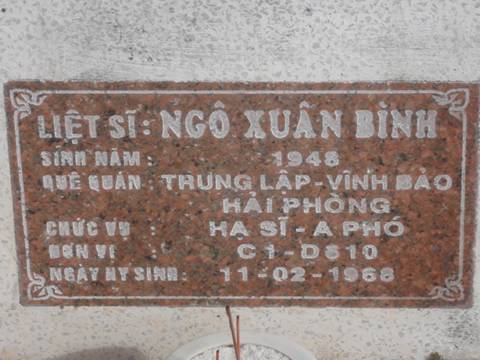 LIỆT SĨ: NGÔ XUÂN BÌNH
SINH NĂM: 1948
QUÊ QUÁN: TRUNG LẬP-VĨNH BẢO
HẢI PHÒNG
CHỨC VỤ: HẠ SĨ - A PHÓ
ĐƠN VỊ: C1-D510
NGÀY HY SINH: 11-02-1968